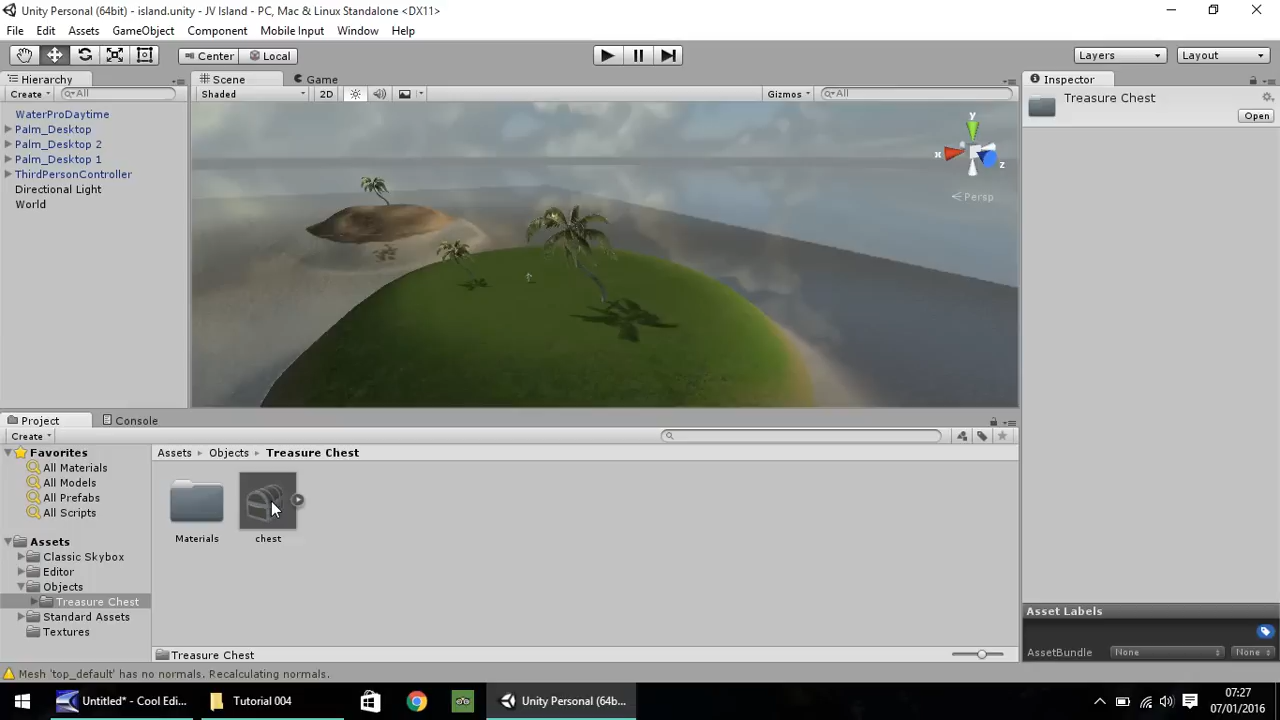 Unity Personal (64bit) - island.unity - JV Island - PC, Mac & Linux Standalone <DX11>
File Edit Assets GameObject Component Mobile Input Window Help
Center Local Layers Layout
Hierarchy Scene Game Inspector
Create All Shaded 2D Gizmos All Treasure Chest
Open
WaterProDaytime
Palm_Desktop
Palm_Desktop 2
Palm_Desktop 1
ThirdPersonController
Directional Light
World
y
x
z
Persp
Project Console
Create
Favorites
All Materials
All Models
All Prefabs
All Scripts
Assets
Classic Skybox
Editor
Objects
Treasure Chest
Standard Assets
Textures
Assets Objects Treasure Chest
Materials chest
Treasure Chest
Asset Labels
AssetBundle None None
Mesh 'top_default' has no normals. Recalculating normals.
Untitled* - Cool Edi... Tutorial 004 Unity Personal (64b...
07:27
07/01/2016